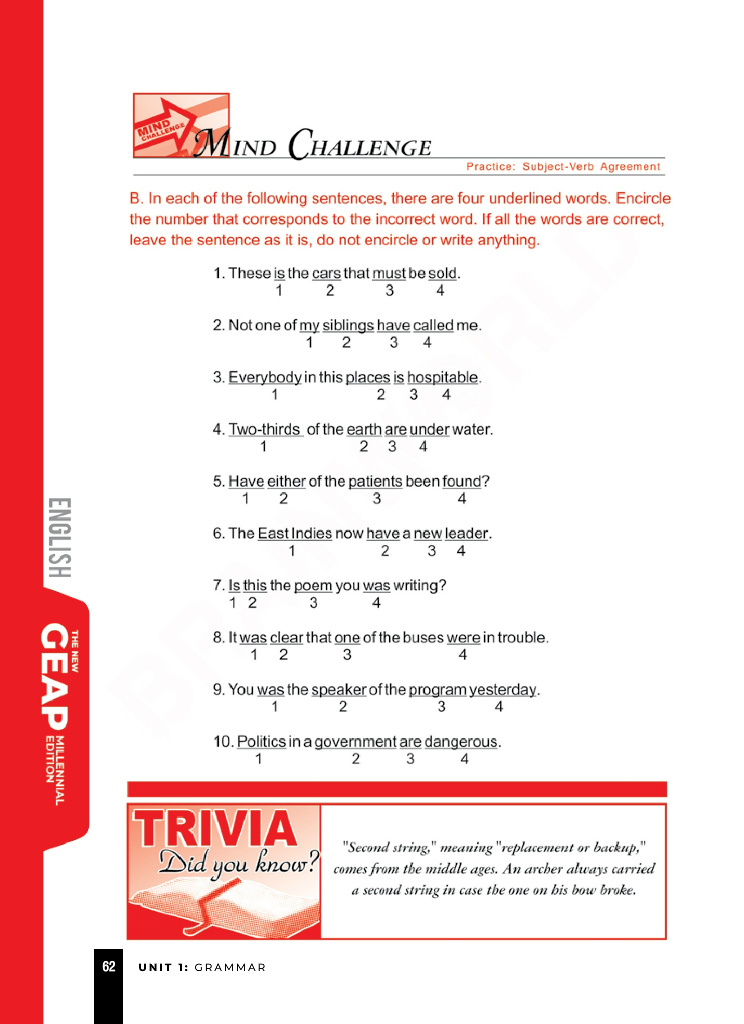 MIND
CHALLENGE
MIND CHALLENGE
Practice: Subject-Verb Agreement
B. In each of the following sentences, there are four underlined words. Encircle
the number that corresponds to the incorrect word. If all the words are correct,
leave the sentence as it is, do not encircle or write anything.
1. These is the cars that must be sold.
1 2 3 4
2. Not one of my siblings have called me.
1 2 3 4
3. Everybody in this places is hospitable.
1 2 3 4
4. Two-thirds of the earth are under water.
1 2 3 4
5. Have either of the patients been found?
1 2 3 4
6. The East Indies now have a new leader.
1 2 3 4
7. Is this the poem you was writing?
1 2 3 4
8. It was clear that one of the buses were in trouble.
1 2 3 4
9. You was the speaker of the program yesterday.
1 2 3 4
10. Politics in a government are dangerous.
1 2 3 4
ENGLISH
THE NEW
GEAP
MILLENNIAL
EDITION
TRIVIA
Did you know?
"Second string," meaning "replacement or backup,"
comes from the middle ages. An archer always carried
a second string in case the one on his bow broke.
62 UNIT 1: GRAMMAR